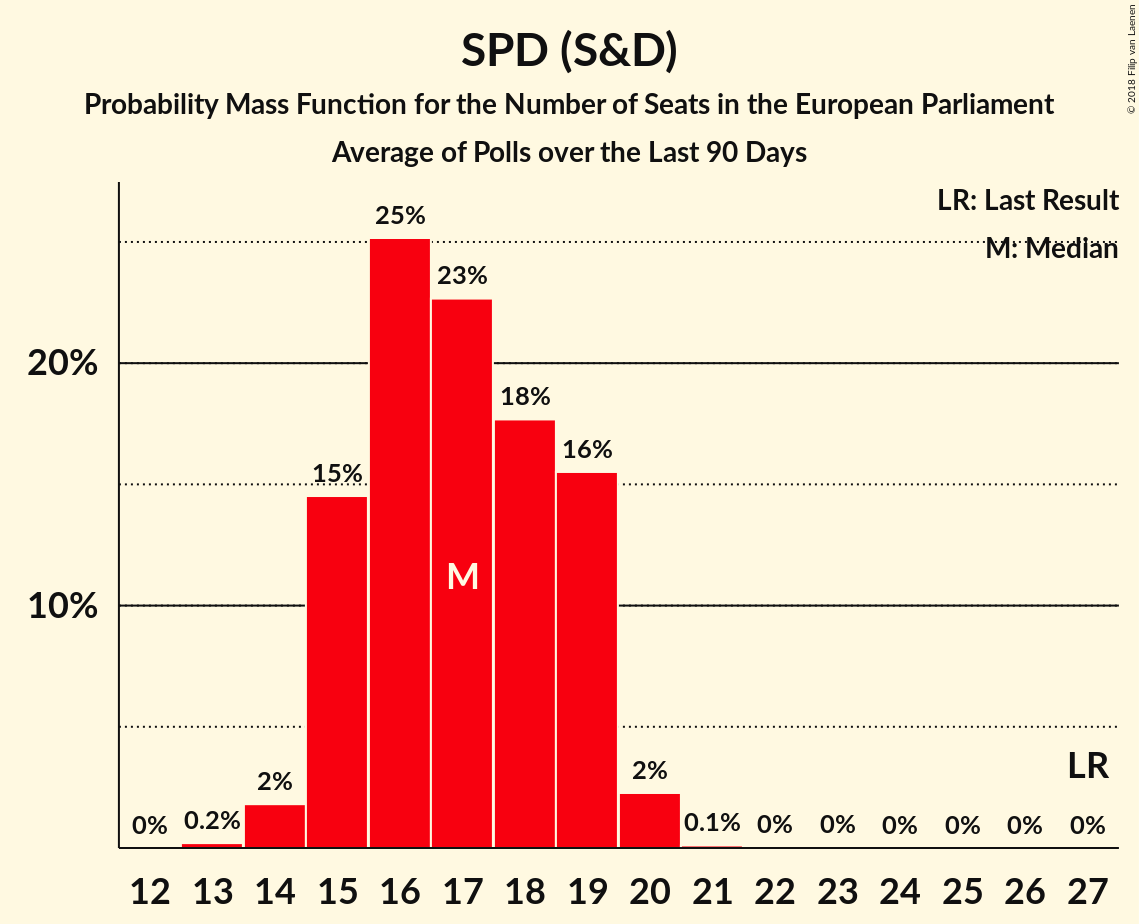 SPD (S&D)
Probability Mass Function for the Number of Seats in the European Parliament
Average of Polls over the Last 90 Days
© 2018 Filip van Laenen
LR: Last Result
M: Median
25%
23%
20%
18%
16%
15%
M
10%
LR
2%
2%
0%
0.2%
0.1%
0%
0%
0%
0%
0%
0%
12 13 14 15 16 17 18 19 20 21 22 23 24 25 26 27